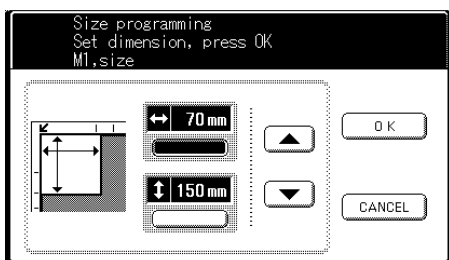 Size programming
Set dimension, press OK
M1,size
↔ 70 mm
↕ 150 mm
OK
CANCEL